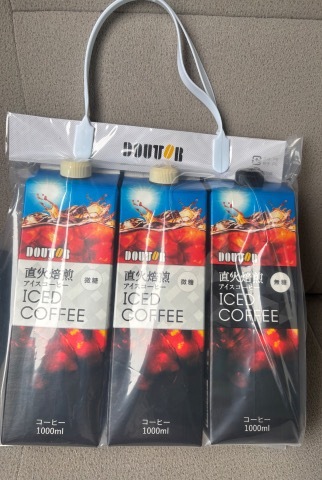 DOUTOR
DOUTOR
直火焙煎
アイスコーヒー
微糖
ICED
COFFEE
コーヒー
1000ml
DOUTOR
直火焙煎
アイスコーヒー
微糖
ICED
COFFEE
コーヒー
1000ml
DOUTOR
直火焙煎
アイスコーヒー
無糖
ICED
COFFEE
コーヒー
1000ml